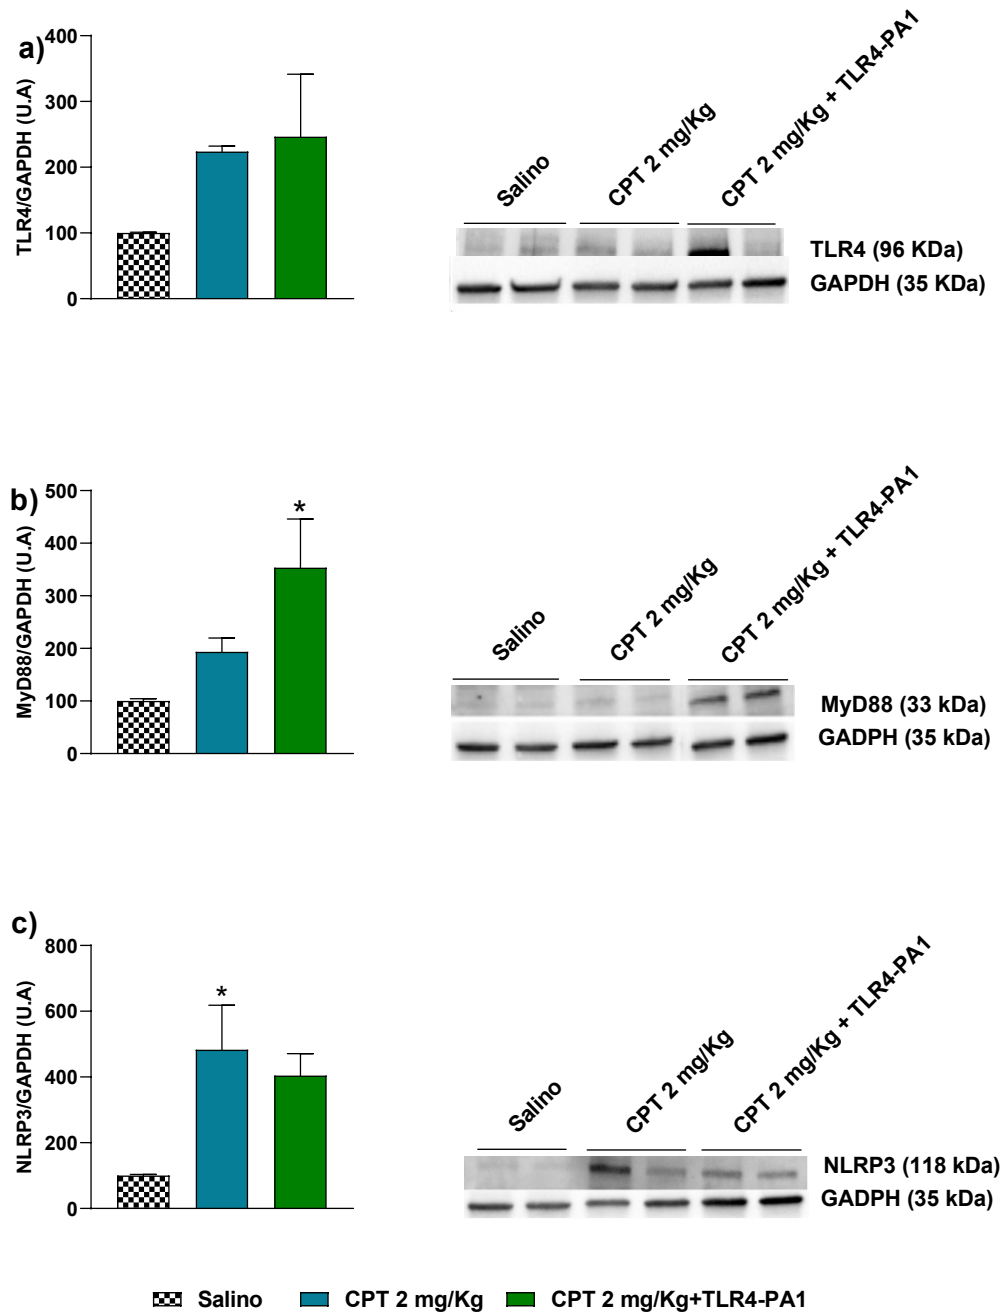 a)
TLR4/GAPDH (U.A)
400
300
200
100
0
Salino
CPT 2 mg/Kg
CPT 2 mg/Kg + TLR4-PA1
TLR4 (96 KDa)
GAPDH (35 KDa)
b)
MyD88/GAPDH (U.A)
500
400
300
200
100
0
*
Salino
CPT 2 mg/Kg
CPT 2 mg/Kg + TLR4-PA1
MyD88 (33 kDa)
GADPH (35 kDa)
c)
NLRP3/GAPDH (U.A)
800
600
400
200
0
*
Salino
CPT 2 mg/Kg
CPT 2 mg/Kg + TLR4-PA1
NLRP3 (118 kDa)
GADPH (35 kDa)
Salino CPT 2 mg/Kg CPT 2 mg/Kg+TLR4-PA1